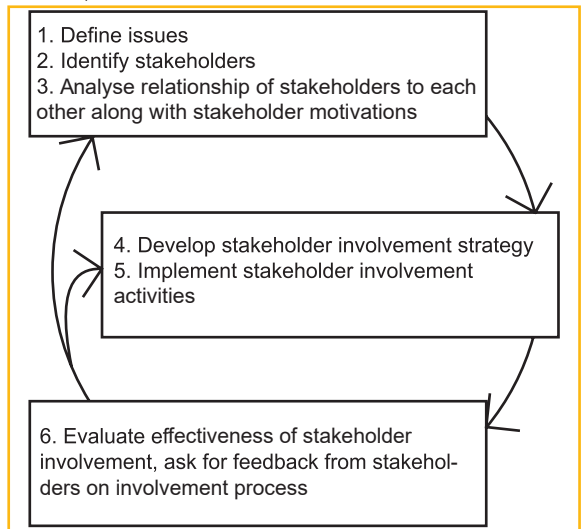 1. Define issues
2. Identify stakeholders
3. Analyse relationship of stakeholders to each
other along with stakeholder motivations
4. Develop stakeholder involvement strategy
5. Implement stakeholder involvement
activities
6. Evaluate effectiveness of stakeholder
involvement, ask for feedback from stakehol-
ders on involvement process